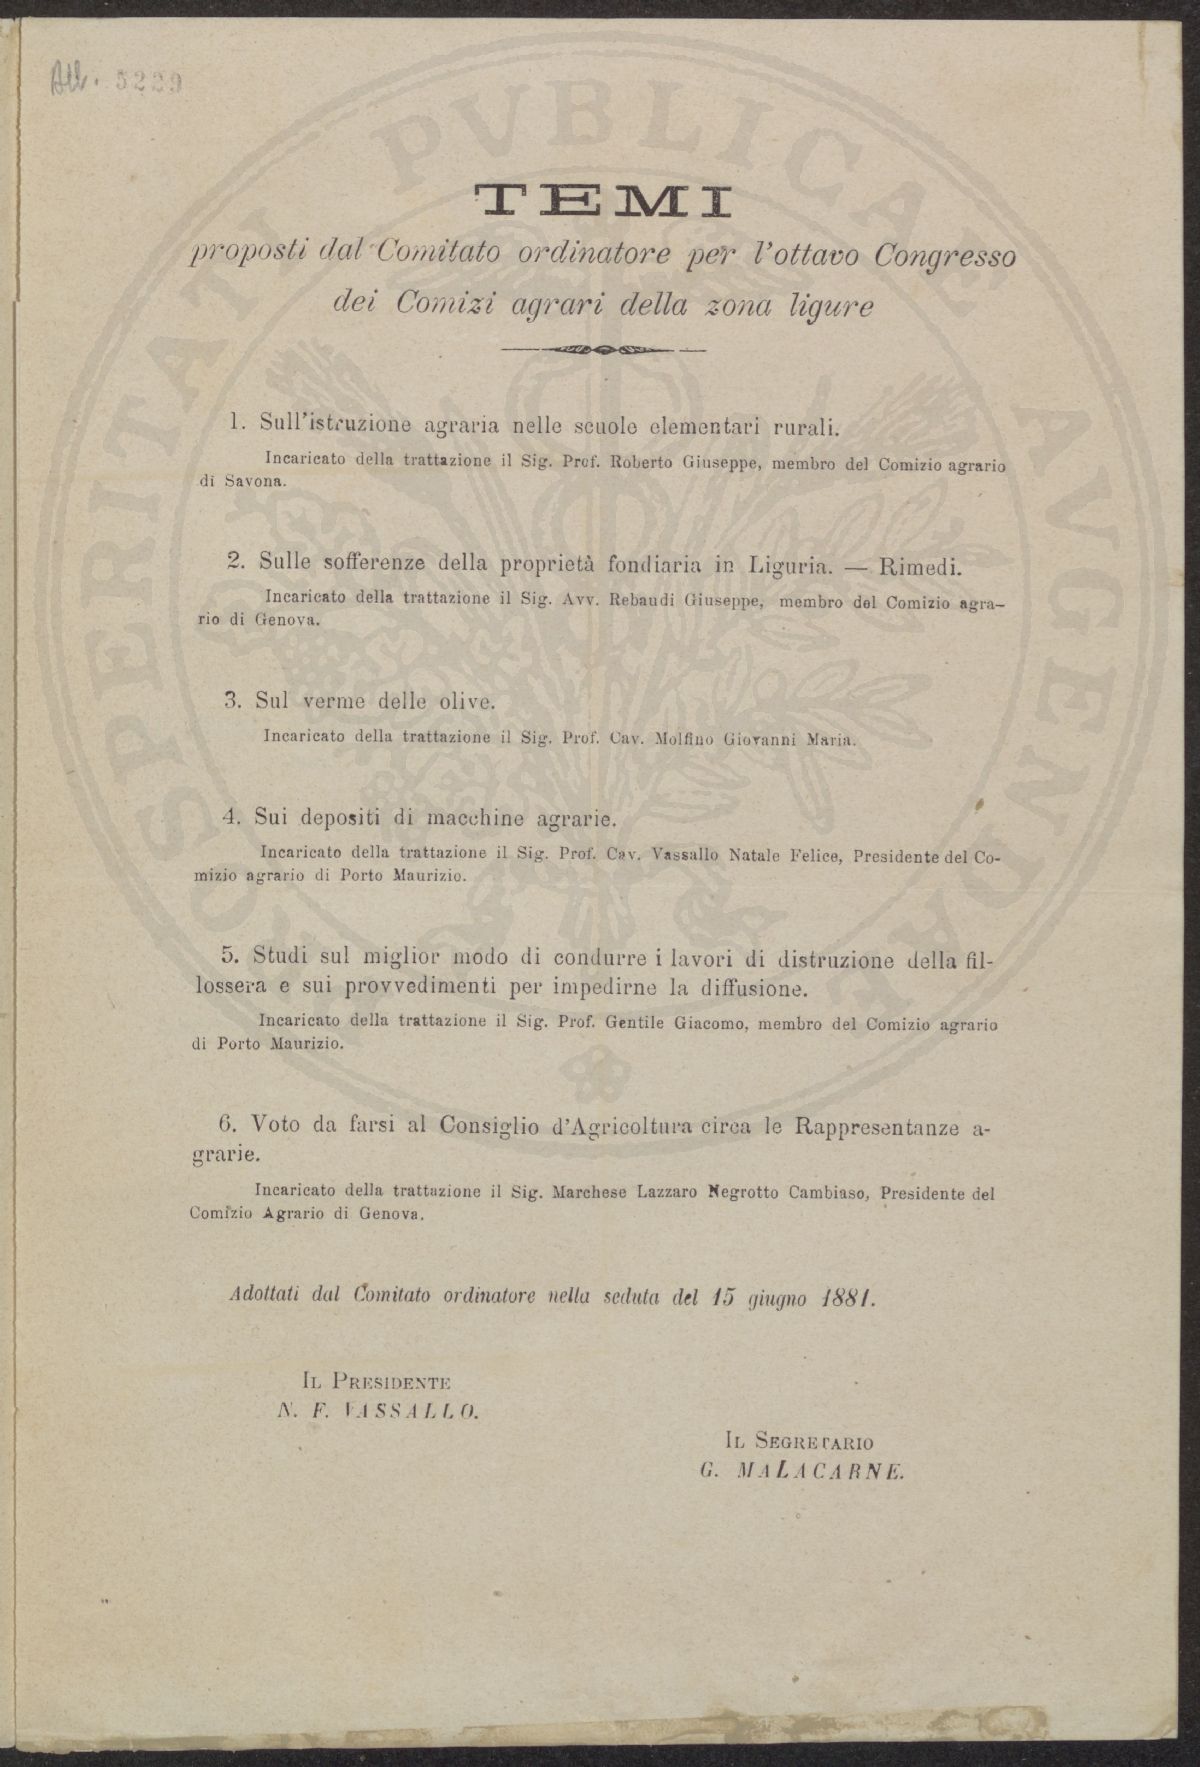 All. 5229
TEMI
proposti dal Comitato ordinatore per l'ottavo Congresso
dei Comizi agrari della zona ligure
1. Sull'istruzione agraria nelle scuole elementari rurali.
Incaricato della trattazione il Sig. Prof. Roberto Giuseppe, membro del Comizio agrario
di Savona.
2. Sulle sofferenze della proprietà fondiaria in Liguria. — Rimedi.
Incaricato della trattazione il Sig. Avv. Rebaudi Giuseppe, membro del Comizio agra-
rio di Genova.
3. Sul verme delle olive.
Incaricato della trattazione il Sig. Prof. Cav. Molfino Giovanni Maria.
4. Sui depositi di macchine agrarie.
Incaricato della trattazione il Sig. Prof. Cav. Vassallo Natale Felice, Presidente del Co-
mizio agrario di Porto Maurizio.
5. Studi sul miglior modo di condurre i lavori di distruzione della fil-
lossera e sui provvedimenti per impedirne la diffusione.
Incaricato della trattazione il Sig. Prof. Gentile Giacomo, membro del Comizio agrario
di Porto Maurizio.
6. Voto da farsi al Consiglio d'Agricoltura circa le Rappresentanze a-
grarie.
Incaricato della trattazione il Sig. Marchese Lazzaro Negrotto Cambiaso, Presidente del
Comizio Agrario di Genova.
Adottati dal Comitato ordinatore nella seduta del 15 giugno 1881.
IL PRESIDENTE
N. F. VASSALLO.
IL SEGRETARIO
G. MALACARNE.
PVBLICAE AVGENDAE PROSPERITATI